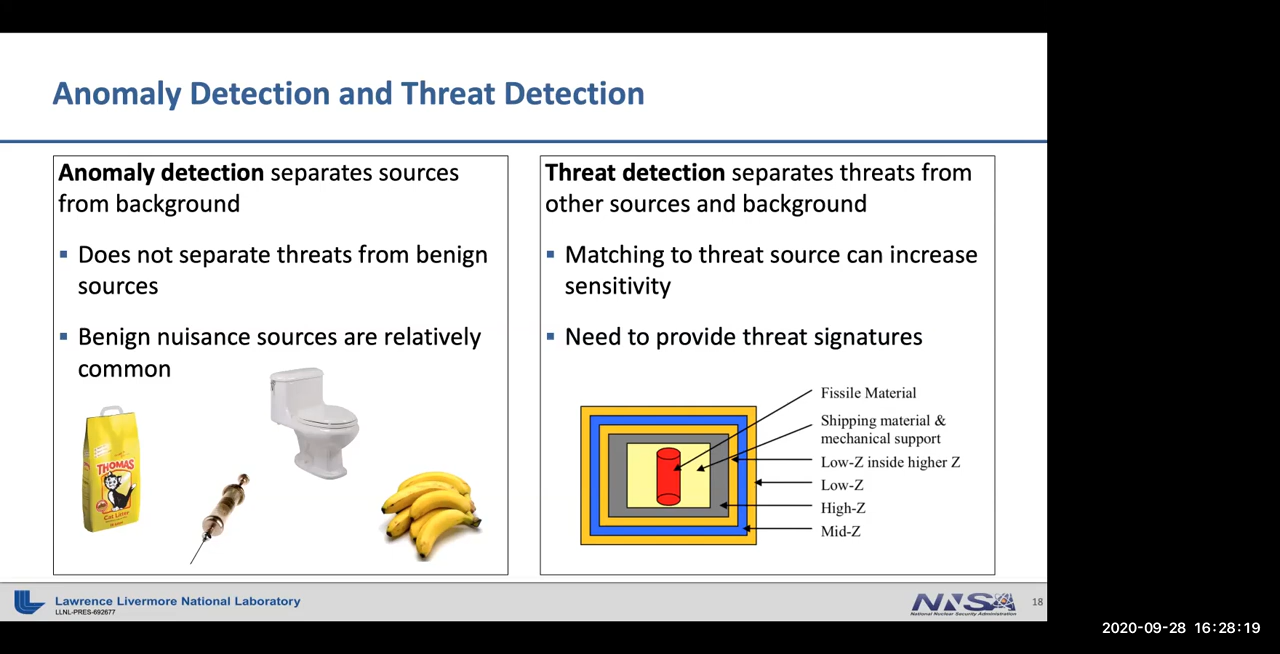 Anomaly Detection and Threat Detection
Anomaly detection separates sources
from background
Does not separate threats from benign
sources
Benign nuisance sources are relatively
common
THOMAS
Cat Litter
Threat detection separates threats from
other sources and background
Matching to threat source can increase
sensitivity
Need to provide threat signatures
Fissile Material
Shipping material &
mechanical support
Low-Z inside higher Z
Low-Z
High-Z
Mid-Z
Lawrence Livermore National Laboratory
LLNL-PRES-692677
NNSA
National Nuclear Security Administration
18
2020-09-28 16:28:19